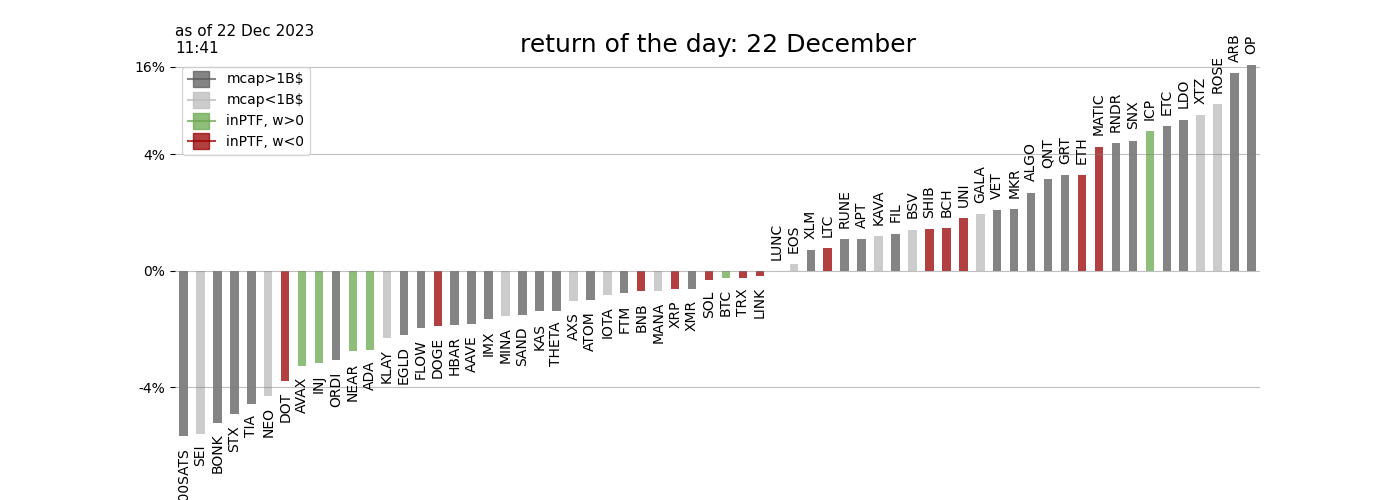 as of 22 Dec 2023
11:41
return of the day: 22 December
16%
4%
0%
-4%
mcap>1B$
mcap<1B$
inPTF, w>0
inPTF, w<0
00SATS
SEI
BONK
STX
TIA
NEO
DOT
AVAX
INJ
ORDI
NEAR
ADA
KLAY
EGLD
FLOW
DOGE
HBAR
AAVE
IMX
MINA
SAND
KAS
THETA
AXS
ATOM
IOTA
FTM
BNB
MANA
XRP
XMR
SOL
BTC
TRX
LINK
LUNC
EOS
XLM
LTC
RUNE
APT
KAVA
FIL
BSV
SHIB
BCH
UNI
GALA
VET
MKR
ALGO
QNT
GRT
ETH
MATIC
RNDR
SNX
ICP
ETC
LDO
XTZ
ROSE
ARB
OP